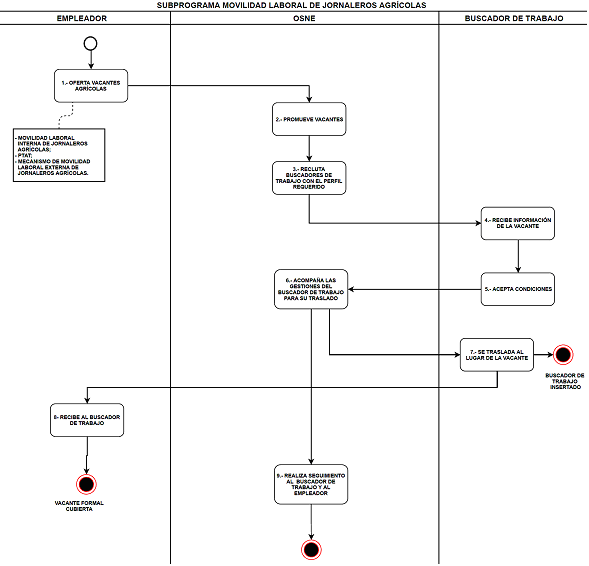 SUBPROGRAMA MOVILIDAD LABORAL DE JORNALEROS AGRÍCOLAS
EMPLEADOR
OSNE
BUSCADOR DE TRABAJO
1.- OFERTA VACANTES
AGRÍCOLAS
- MOVILIDAD LABORAL
INTERNA DE JORNALEROS
AGRÍCOLAS;
- PTAT;
- MECANISMO DE MOVILIDAD
LABORAL EXTERNA DE
JORNALEROS AGRÍCOLAS.
2.- PROMUEVE VACANTES
3.- RECLUTA
BUSCADORES DE
TRABAJO CON EL PERFIL
REQUERIDO
4.- RECIBE INFORMACIÓN
DE LA VACANTE
5.- ACEPTA CONDICIONES
6.- ACOMPAÑA LAS
GESTIONES DEL
BUSCADOR DE TRABAJO
PARA SU TRASLADO
7.- SE TRASLADA AL
LUGAR DE LA VACANTE
BUSCADOR DE
TRABAJO
INSERTADO
8- RECIBE AL BUSCADOR
DE TRABAJO
VACANTE FORMAL
CUBIERTA
9.- REALIZA SEGUIMIENTO
AL BUSCADOR DE
TRABAJO Y AL
EMPLEADOR